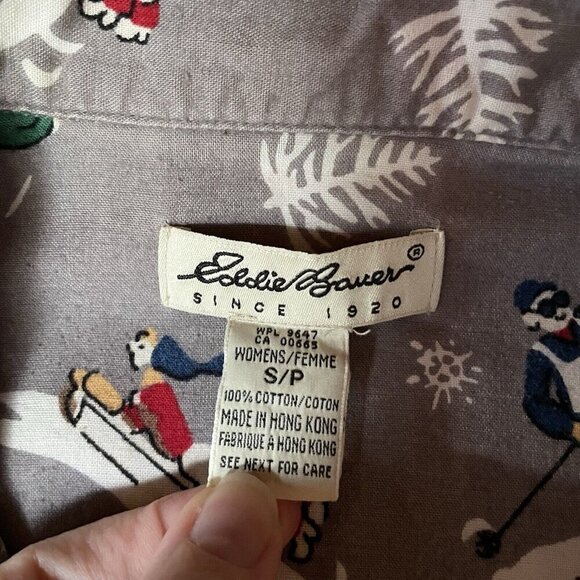 Eddie Bauer®
SINCE 1920
WPL 9647
CA 00665
WOMENS/FEMME
S/P
100% COTTON/COTON
MADE IN HONG KONG
FABRIQUE A HONG KONG
SEE NEXT FOR CARE